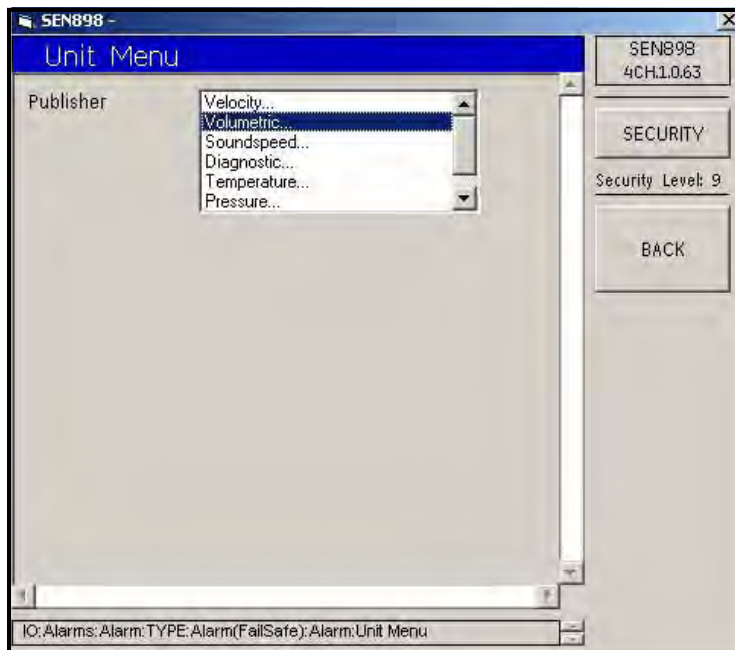 SEN898 -
Unit Menu
Publisher
Velocity...
Volumetric...
Soundspeed...
Diagnostic...
Temperature...
Pressure...
SEN898
4CH.1.0.63
SECURITY
Security Level: 9
BACK
IO:Alarms:Alarm:TYPE:Alarm(FailSafe):Alarm:Unit Menu